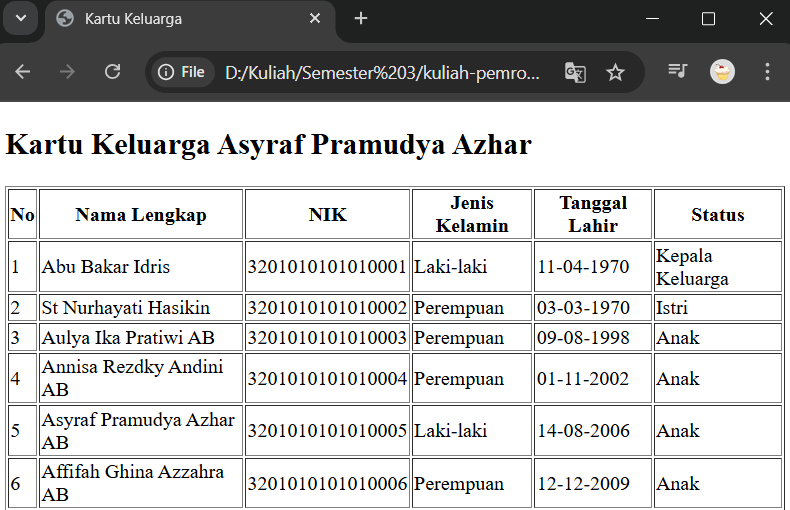 Kartu Keluarga
File D:/Kuliah/Semester%203/kuliah-pemro...
Kartu Keluarga Asyraf Pramudya Azhar
No Nama Lengkap NIK Jenis Kelamin Tanggal Lahir Status
1 Abu Bakar Idris 3201010101010001 Laki-laki 11-04-1970 Kepala Keluarga
2 St Nurhayati Hasikin 3201010101010002 Perempuan 03-03-1970 Istri
3 Aulya Ika Pratiwi AB 3201010101010003 Perempuan 09-08-1998 Anak
4 Annisa Rezdky Andini AB 3201010101010004 Perempuan 01-11-2002 Anak
5 Asyraf Pramudya Azhar AB 3201010101010005 Laki-laki 14-08-2006 Anak
6 Affifah Ghina Azzahra AB 3201010101010006 Perempuan 12-12-2009 Anak